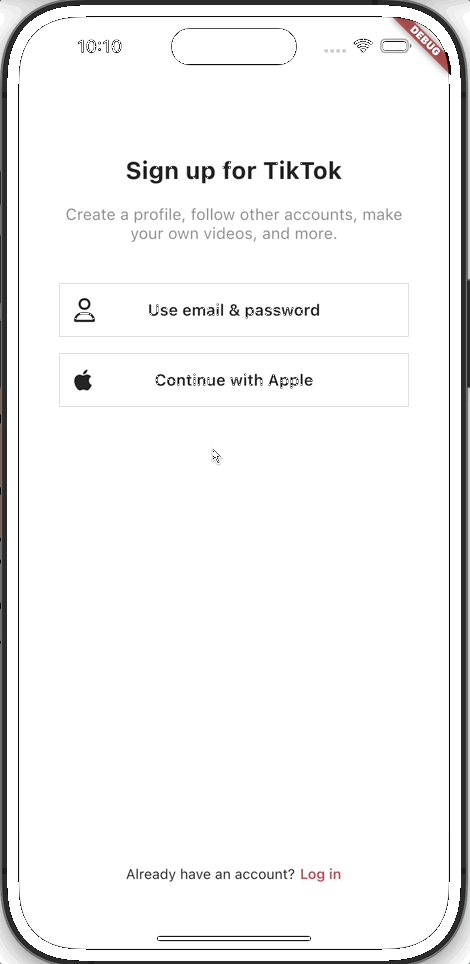 10:10
DEBUG
Sign up for TikTok
Create a profile, follow other accounts, make
your own videos, and more.
Use email & password
Continue with Apple
Already have an account? Log in